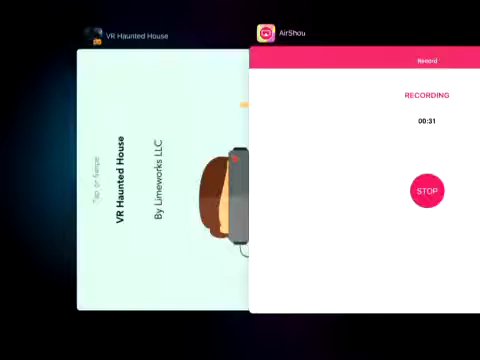 VR Haunted House
AirShou
Tap or Swipe
VR Haunted House
By Limeworks LLC
Record
RECORDING
00:31
STOP